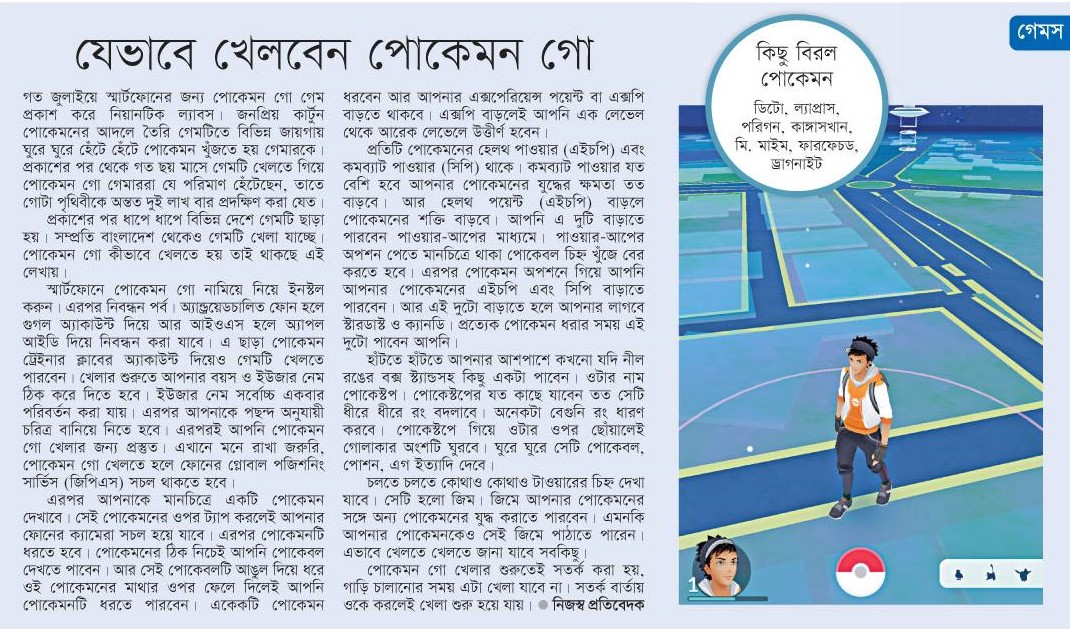 গেমস
যেভাবে খেলবেন পোকেমন গো
গত জুলাইয়ে স্মার্টফোনের জন্য পোকেমন গো গেম
প্রকাশ করে নিয়ানটিক ল্যাবস। জনপ্রিয় কার্টুন
পোকেমনের আদলে তৈরি গেমটিতে বিভিন্ন জায়গায়
ঘুরে ঘুরে হেঁটে হেঁটে পোকেমন খুঁজতে হয় গেমারকে।
প্রকাশের পর থেকে গত ছয় মাসে গেমটি খেলতে গিয়ে
পোকেমন গো গেমাররা যে পরিমাণ হেঁটেছেন, তাতে
গোটা পৃথিবীকে অন্তত দুই লাখ বার প্রদক্ষিণ করা যেত।
প্রকাশের পর ধাপে ধাপে বিভিন্ন দেশে গেমটি ছাড়া
হয়। সম্প্রতি বাংলাদেশ থেকেও গেমটি খেলা যাচ্ছে।
পোকেমন গো কীভাবে খেলতে হয় তাই থাকছে এই
লেখায়।
স্মার্টফোনে পোকেমন গো নামিয়ে নিয়ে ইনস্টল
করুন। এরপর নিবন্ধন পর্ব। অ্যান্ড্রয়েডচালিত ফোন হলে
গুগল অ্যাকাউন্ট দিয়ে আর আইওএস হলে অ্যাপল
আইডি দিয়ে নিবন্ধন করা যাবে। এ ছাড়া পোকেমন
ট্রেইনার ক্লাবের অ্যাকাউন্ট দিয়েও গেমটি খেলতে
পারবেন। খেলার শুরুতে আপনার বয়স ও ইউজার নেম
ঠিক করে দিতে হবে। ইউজার নেম সর্বোচ্চ একবার
পরিবর্তন করা যায়। এরপর আপনাকে পছন্দ অনুযায়ী
চরিত্র বানিয়ে নিতে হবে। এরপরই আপনি পোকেমন
গো খেলার জন্য প্রস্তুত। এখানে মনে রাখা জরুরি,
পোকেমন গো খেলতে হলে ফোনের গ্লোবাল পজিশনিং
সার্ভিস (জিপিএস) সচল থাকতে হবে।
এরপর আপনাকে মানচিত্রে একটি পোকেমন
দেখাবে। সেই পোকেমনের ওপর ট্যাপ করলেই আপনার
ফোনের ক্যামেরা সচল হয়ে যাবে। এরপর পোকেমনটি
ধরতে হবে। পোকেমনের ঠিক নিচেই আপনি পোকেবল
দেখতে পাবেন। আর সেই পোকেবলটি আঙুল দিয়ে ধরে
ওই পোকেমনের মাথার ওপর ফেলে দিলেই আপনি
পোকেমনটি ধরতে পারবেন। একেকটি পোকেমন
ধরবেন আর আপনার এক্সপেরিয়েন্স পয়েন্ট বা এক্সপি
বাড়তে থাকবে। এক্সপি বাড়লেই আপনি এক লেভেল
থেকে আরেক লেভেলে উত্তীর্ণ হবেন।
প্রতিটি পোকেমনের হেলথ পাওয়ার (এইচপি) এবং
কমব্যাট পাওয়ার (সিপি) থাকে। কমব্যাট পাওয়ার যত
বেশি হবে আপনার পোকেমনের যুদ্ধের ক্ষমতা তত
বাড়বে। আর হেলথ পয়েন্ট (এইচপি) বাড়লে
পোকেমনের শক্তি বাড়বে। আপনি এ দুটি বাড়াতে
পারবেন পাওয়ার-আপের মাধ্যমে। পাওয়ার-আপের
অপশন পেতে মানচিত্রে থাকা পোকেবল চিহ্ন খুঁজে বের
করতে হবে। এরপর পোকেমন অপশনে গিয়ে আপনি
আপনার পোকেমনের এইচপি এবং সিপি বাড়াতে
পারবেন। আর এই দুটো বাড়াতে হলে আপনার লাগবে
স্টারডাস্ট ও ক্যানডি। প্রত্যেক পোকেমন ধরার সময় এই
দুটো পাবেন আপনি।
হাঁটতে হাঁটতে আপনার আশপাশে কখনো যদি নীল
রঙের বক্স স্ট্যান্ডসহ কিছু একটা পাবেন। ওটার নাম
পোকেস্টপ। পোকেস্টপের যত কাছে যাবেন তত সেটি
ধীরে ধীরে রং বদলাবে। অনেকটা বেগুনি রং ধারণ
করবে। পোকেস্টপে গিয়ে ওটার ওপর ছোঁয়ালেই
গোলাকার অংশটি ঘুরবে। ঘুরে ঘুরে সেটি পোকেবল,
পোশন, এগ ইত্যাদি দেবে।
চলতে চলতে কোথাও কোথাও টাওয়ারের চিহ্ন দেখা
যাবে। সেটি হলো জিম। জিমে আপনার পোকেমনের
সঙ্গে অন্য পোকেমনের যুদ্ধ করাতে পারবেন। এমনকি
আপনার পোকেমনকেও সেই জিমে পাঠাতে পারেন।
এভাবে খেলতে খেলতে জানা যাবে সবকিছু।
পোকেমন গো খেলার শুরুতেই সতর্ক করা হয়,
গাড়ি চালানোর সময় এটা খেলা যাবে না। সতর্ক বার্তায়
ওকে করলেই খেলা শুরু হয়ে যায়। ● নিজস্ব প্রতিবেদক
কিছু বিরল
পোকেমন
ডিটো, ল্যাপ্রাস,
পরিগন, কাঙ্গাসখান,
মি. মাইম, ফারফেচড,
ড্রাগনাইট
1